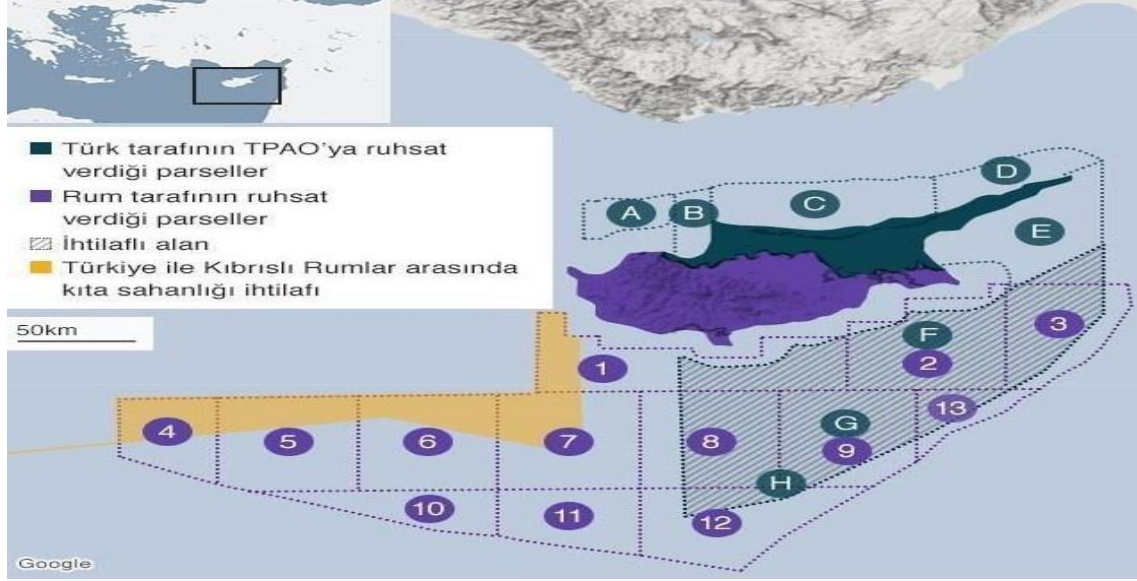 Türk tarafının TPAO'ya ruhsat
verdiği parseller
Rum tarafının ruhsat
verdiği parseller
İhtilaflı alan
Türkiye ile Kıbrıslı Rumlar arasında
kıta sahanlığı ihtilafı
50km
D
A
B
C
E
F
3
1
2
13
4
5
6
7
8
G
9
H
10
11
12
Google